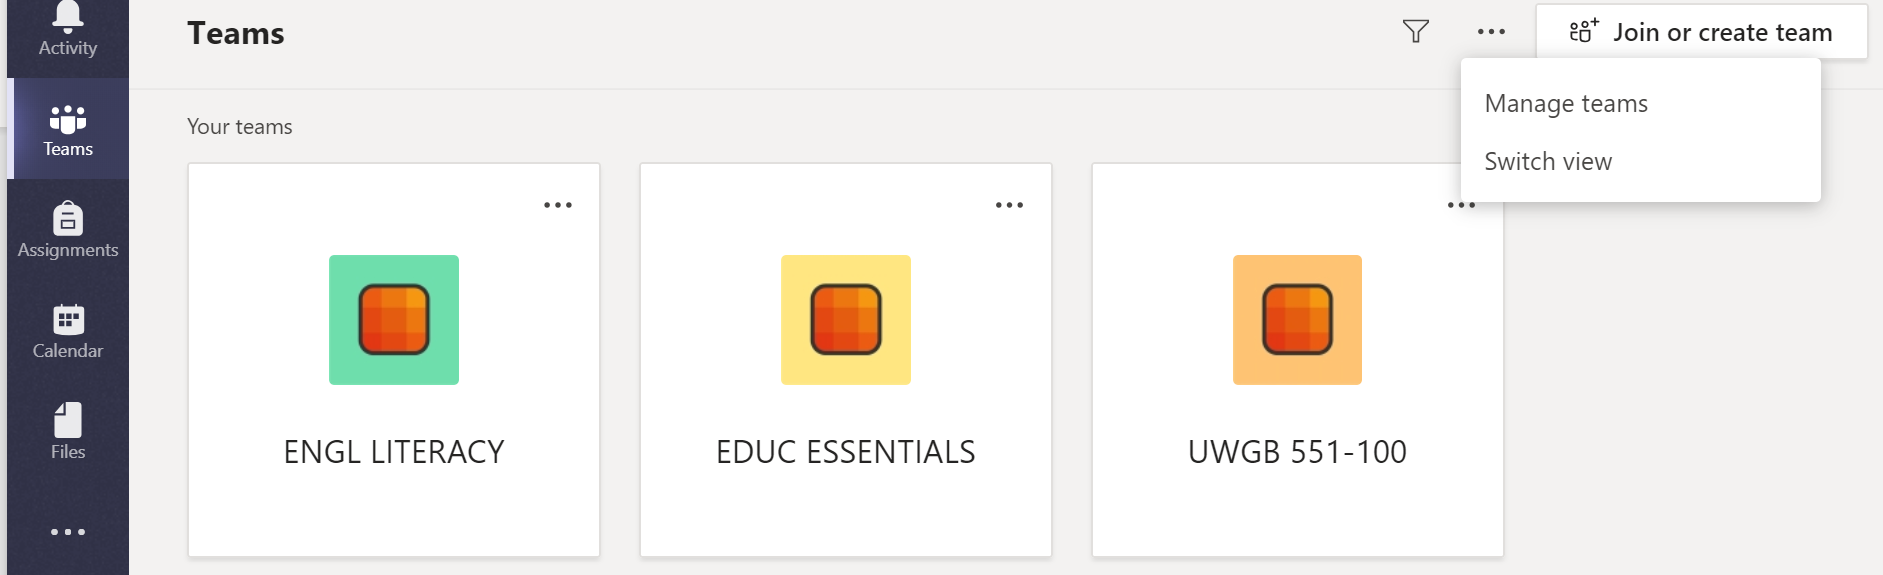 Activity
Teams
Assignments
Calendar
Files
Teams
Join or create team
Manage teams
Switch view
Your teams
ENGL LITERACY
EDUC ESSENTIALS
UWGB 551-100